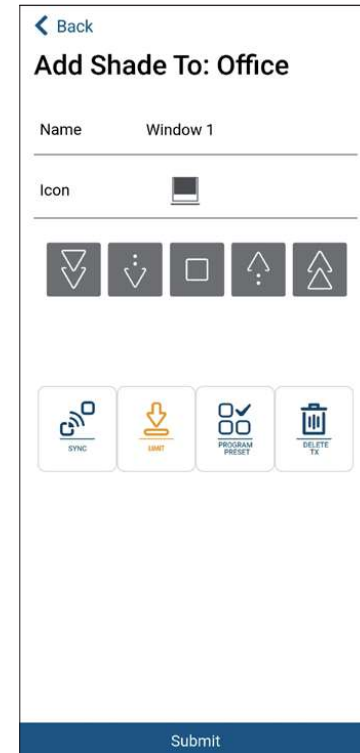 Back
Add Shade To: Office
Name Window 1
Icon
SYNC
LIMIT
PROGRAM
PRESET
DELETE
TX
Submit